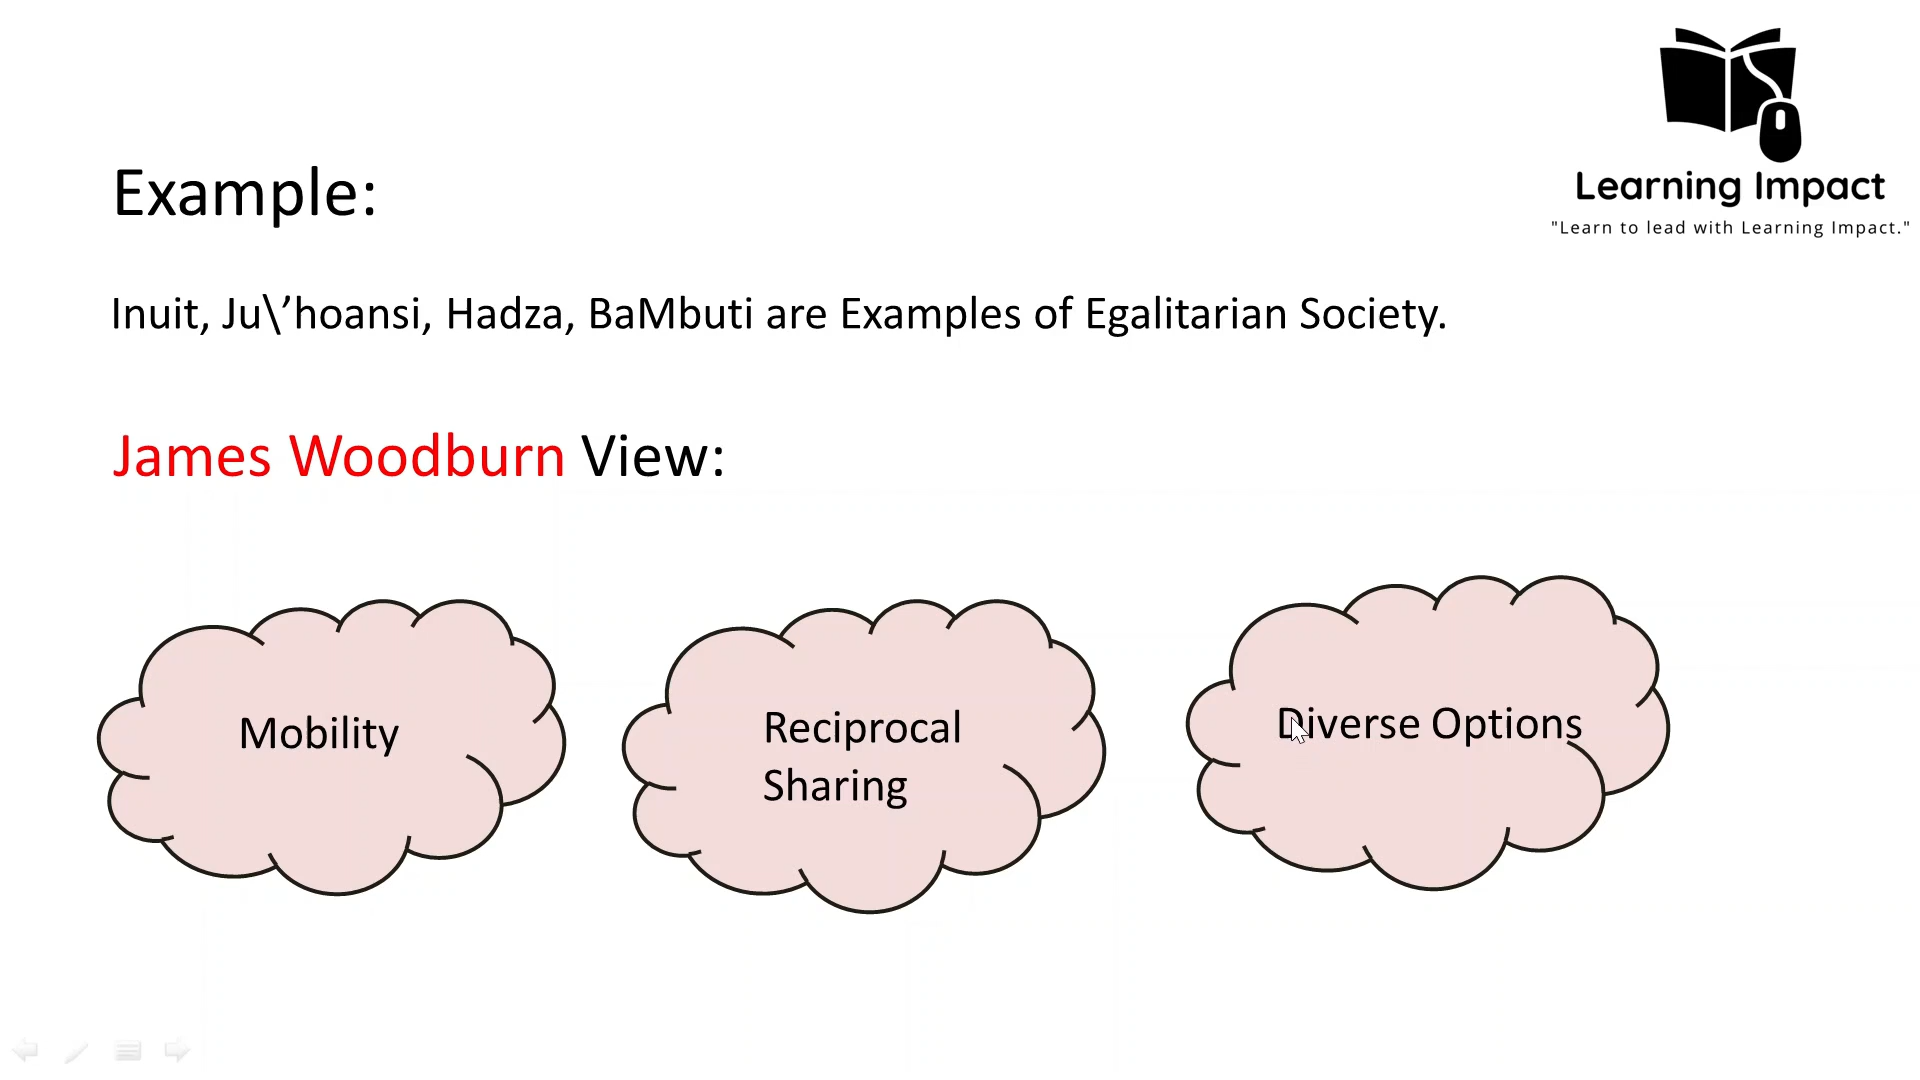 Learning Impact
"Learn to lead with Learning Impact."
Example:
Inuit, Ju\’hoansi, Hadza, BaMbuti are Examples of Egalitarian Society.
James Woodburn View:
Mobility
Reciprocal
Sharing
Diverse Options